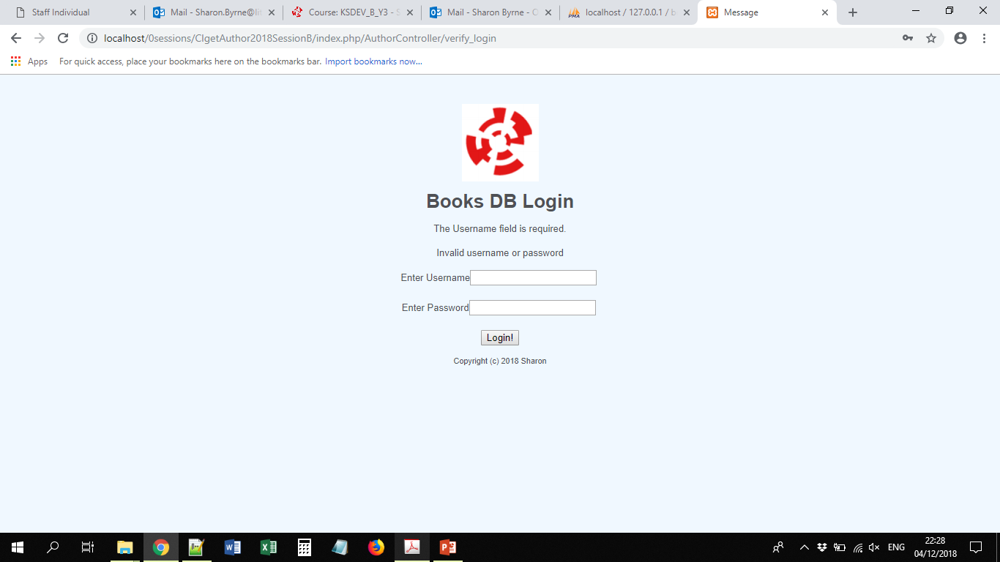 Staff Individual
Mail - Sharon.Byrne@lit
Course: KSDEV_B_Y3 - S
Mail - Sharon Byrne - O
localhost / 127.0.0.1 / b
Message
localhost/0sessions/CIgetAuthor2018SessionB/index.php/AuthorController/verify_login
Apps For quick access, place your bookmarks here on the bookmarks bar. Import bookmarks now...
Books DB Login
The Username field is required.
Invalid username or password
Enter Username
Enter Password
Login!
Copyright (c) 2018 Sharon
ENG
22:28
04/12/2018